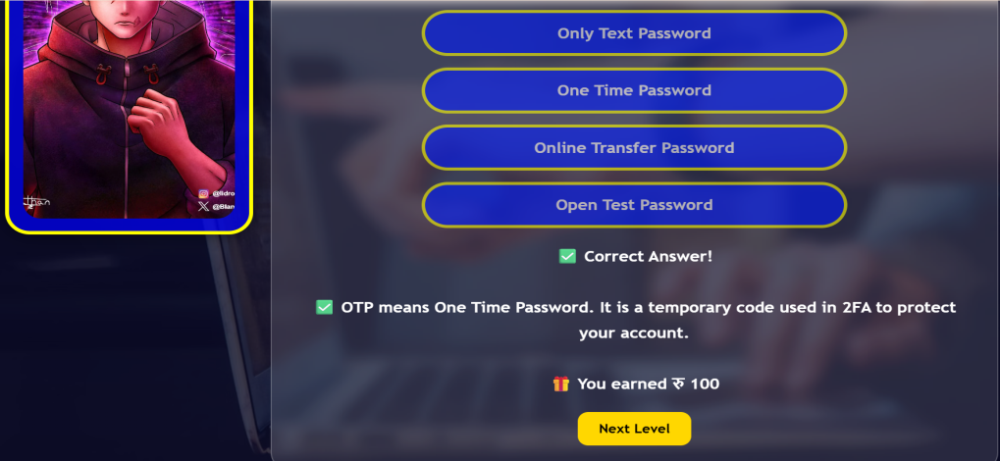 Only Text Password
One Time Password
Online Transfer Password
Open Test Password
✅ Correct Answer!
✅ OTP means One Time Password. It is a temporary code used in 2FA to protect
your account.
🎁 You earned रु 100
Next Level
@lidro
@Blan